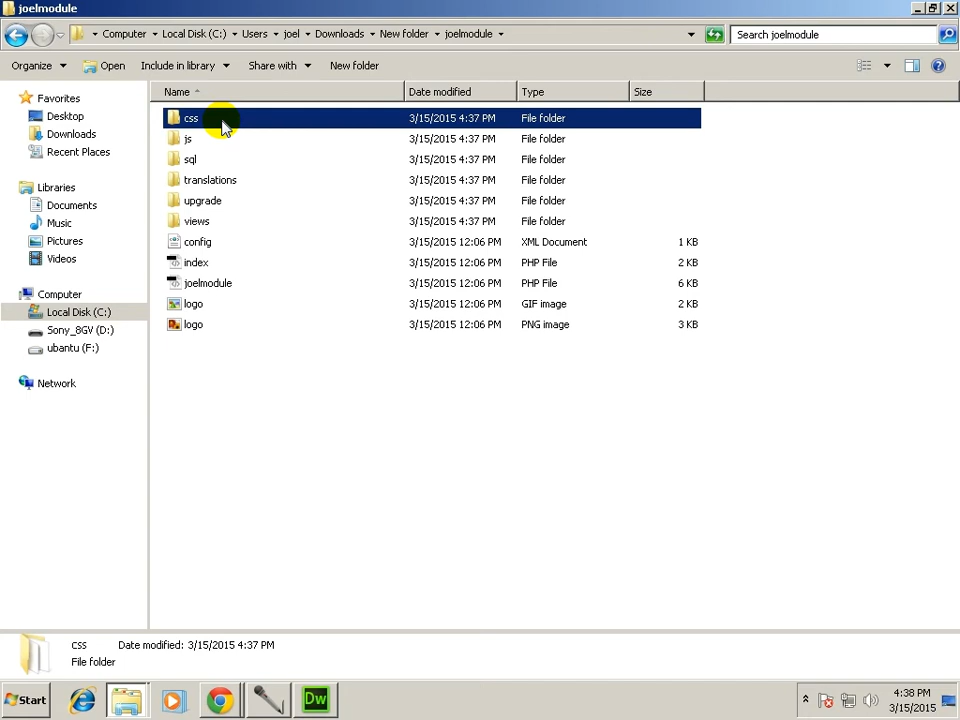 joelmodule
Computer Local Disk (C:) Users joel Downloads New folder joelmodule
Search joelmodule
Organize Open Include in library Share with New folder
Name Date modified Type Size
Favorites
Desktop
Downloads
Recent Places
Libraries
Documents
Music
Pictures
Videos
Computer
Local Disk (C:)
Sony_8GV (D:)
ubantu (F:)
Network
css 3/15/2015 4:37 PM File folder
js 3/15/2015 4:37 PM File folder
sql 3/15/2015 4:37 PM File folder
translations 3/15/2015 4:37 PM File folder
upgrade 3/15/2015 4:37 PM File folder
views 3/15/2015 4:37 PM File folder
config 3/15/2015 12:06 PM XML Document 1 KB
index 3/15/2015 12:06 PM PHP File 2 KB
joelmodule 3/15/2015 12:06 PM PHP File 6 KB
logo 3/15/2015 12:06 PM GIF image 2 KB
logo 3/15/2015 12:06 PM PNG image 3 KB
css Date modified: 3/15/2015 4:37 PM
File folder
Start
Dw
4:38 PM
3/15/2015